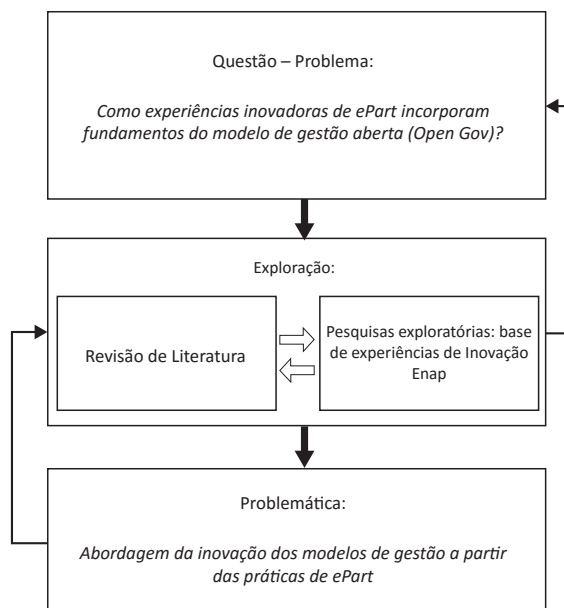 Questão – Problema:
Como experiências inovadoras de ePart incorporam
fundamentos do modelo de gestão aberta (Open Gov)?
Exploração:
Revisão de Literatura
Pesquisas exploratórias: base
de experiências de Inovação
Enap
Problemática:
Abordagem da inovação dos modelos de gestão a partir
das práticas de ePart